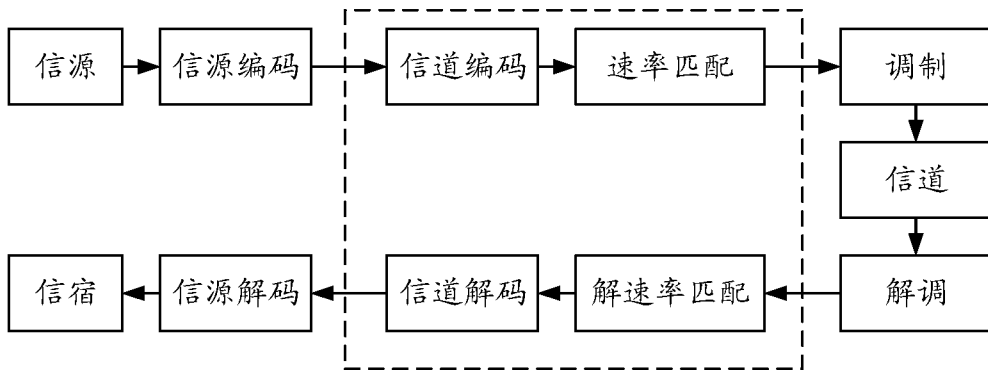 信源
信源编码
信道编码
速率匹配
调制
信道
信宿
信源解码
信道解码
解速率匹配
解调